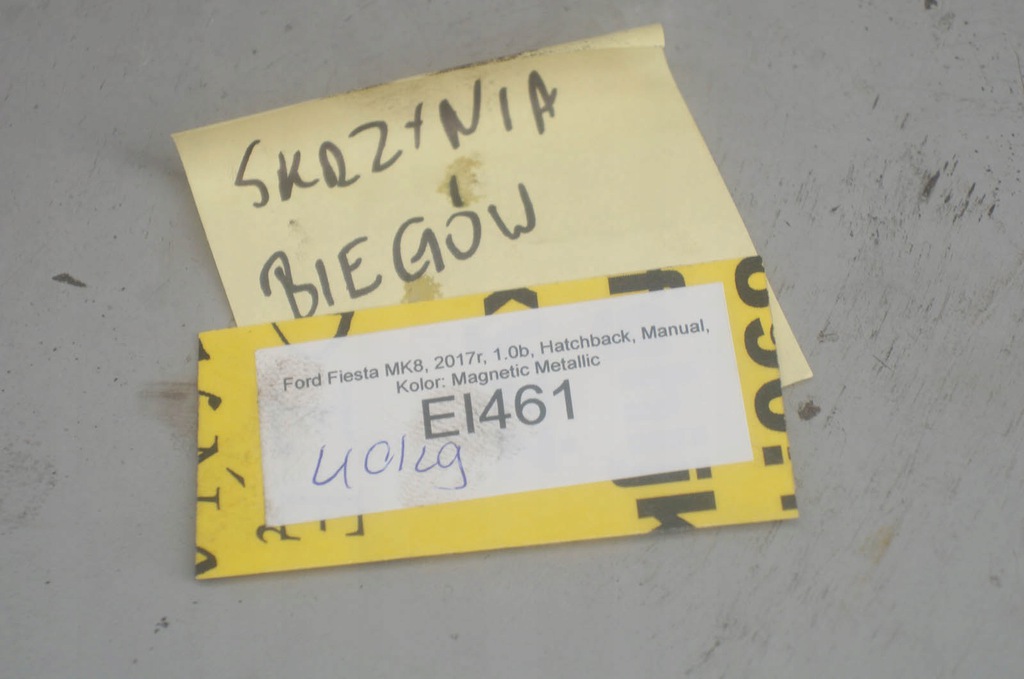 SKRZYNIA
BIEGÓW
Ford Fiesta MK8, 2017r, 1.0b, Hatchback, Manual,
Kolor: Magnetic Metallic
EI461
40kg